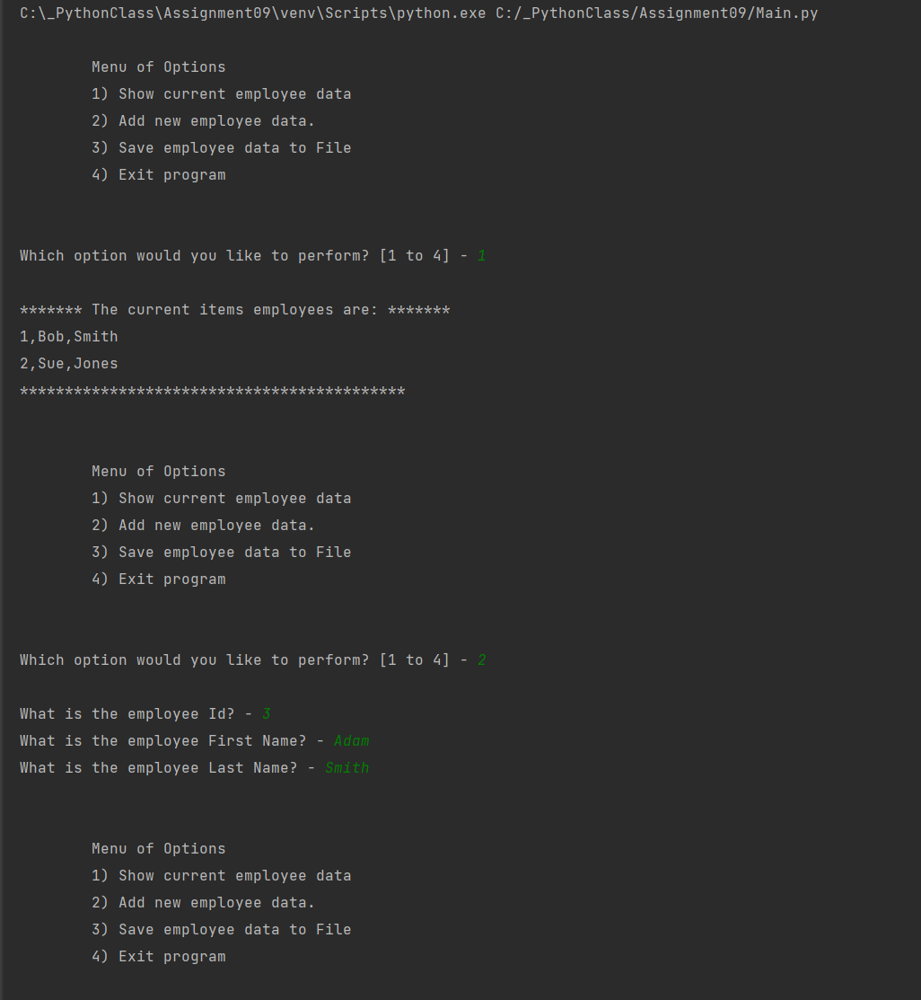 C:\_PythonClass\Assignment09\venv\Scripts\python.exe C:/_PythonClass/Assignment09/Main.py
Menu of Options
1) Show current employee data
2) Add new employee data.
3) Save employee data to File
4) Exit program
Which option would you like to perform? [1 to 4] - 1
******* The current items employees are: *******
1,Bob,Smith
2,Sue,Jones
*******************************************
Menu of Options
1) Show current employee data
2) Add new employee data.
3) Save employee data to File
4) Exit program
Which option would you like to perform? [1 to 4] - 2
What is the employee Id? - 3
What is the employee First Name? - Adam
What is the employee Last Name? - Smith
Menu of Options
1) Show current employee data
2) Add new employee data.
3) Save employee data to File
4) Exit program